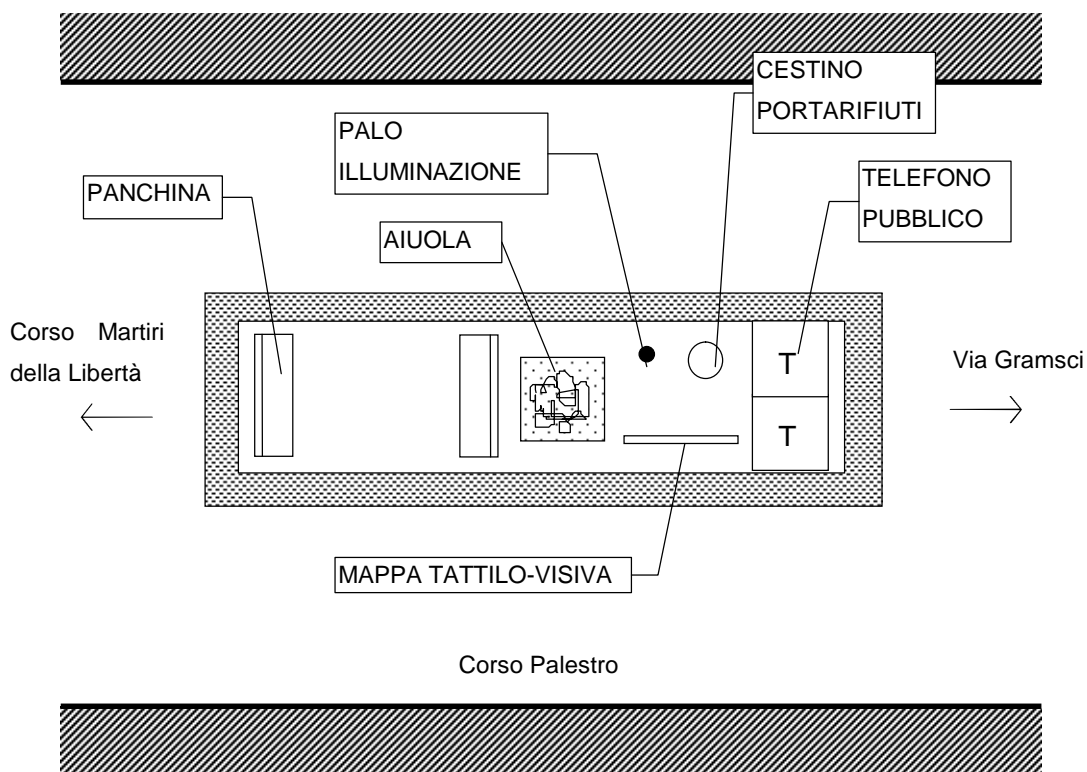 CESTINO
PORTARIFIUTI
PALO
ILLUMINAZIONE
PANCHINA
TELEFONO
PUBBLICO
AIUOLA
Corso Martiri
della Libertà
Via Gramsci
T
T
MAPPA TATTILO-VISIVA
Corso Palestro